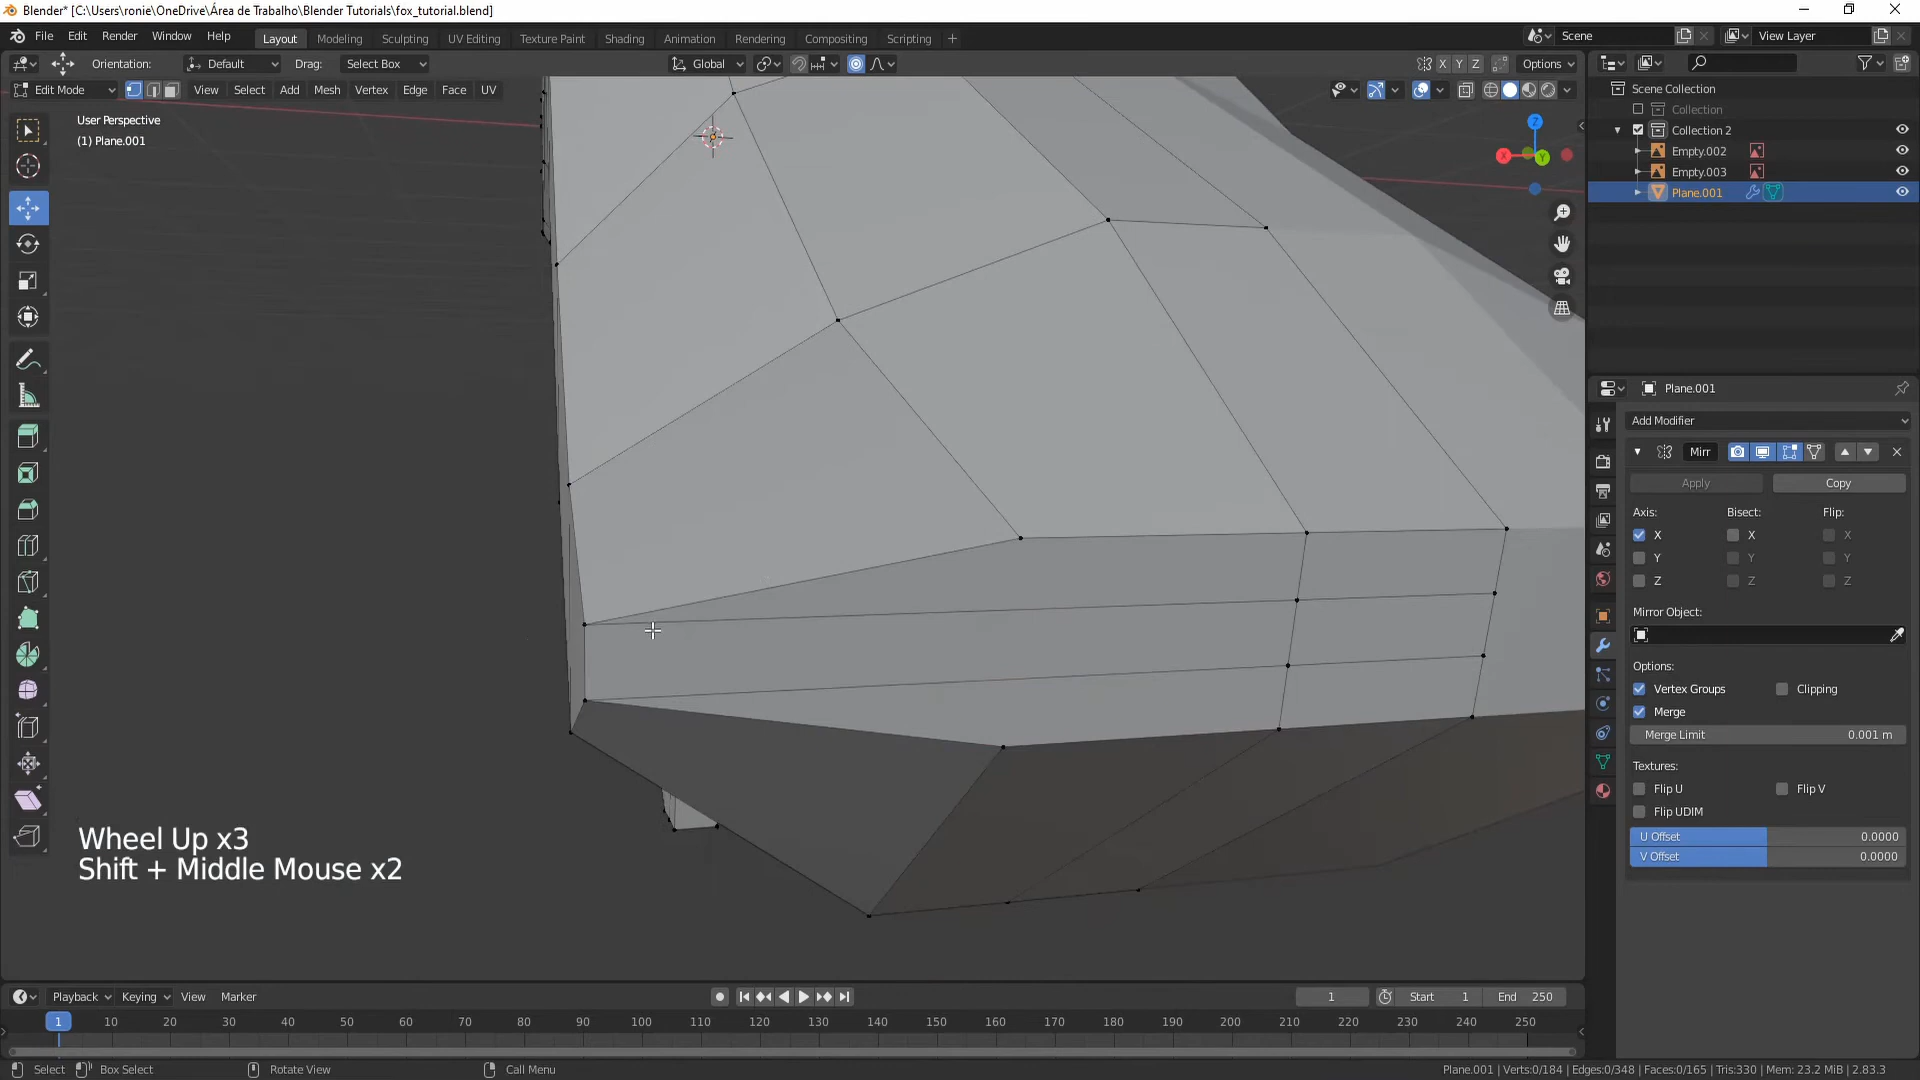 Blender* [C:\Users\ronie\OneDrive\Área de Trabalho\Blender Tutorials\fox_tutorial.blend]
File Edit Render Window Help Layout Modeling Sculpting UV Editing Texture Paint Shading Animation Rendering Compositing Scripting + Scene View Layer
Orientation: Default Drag: Select Box Global X Y Z Options
Edit Mode View Select Add Mesh Vertex Edge Face UV
User Perspective
(1) Plane.001
Z
X
Y
Scene Collection
Collection
Collection 2
Empty.002
Empty.003
Plane.001
Plane.001
Add Modifier
Mirr
Apply Copy
Axis: Bisect: Flip:
X X X
Y Y Y
Z Z Z
Mirror Object:
Options:
Vertex Groups Clipping
Merge
Merge Limit 0.001 m
Textures:
Flip U Flip V
Flip UDIM
U Offset 0.0000
V Offset 0.0000
Wheel Up x3
Shift + Middle Mouse x2
Playback Keying View Marker 1 Start 1 End 250
1 10 20 30 40 50 60 70 80 90 100 110 120 130 140 150 160 170 180 190 200 210 220 230 240 250
Select Box Select Rotate View Call Menu Plane.001 | Verts:0/184 | Edges:0/348 | Faces:0/165 | Tris:330 | Mem: 23.2 MiB | 2.83.3